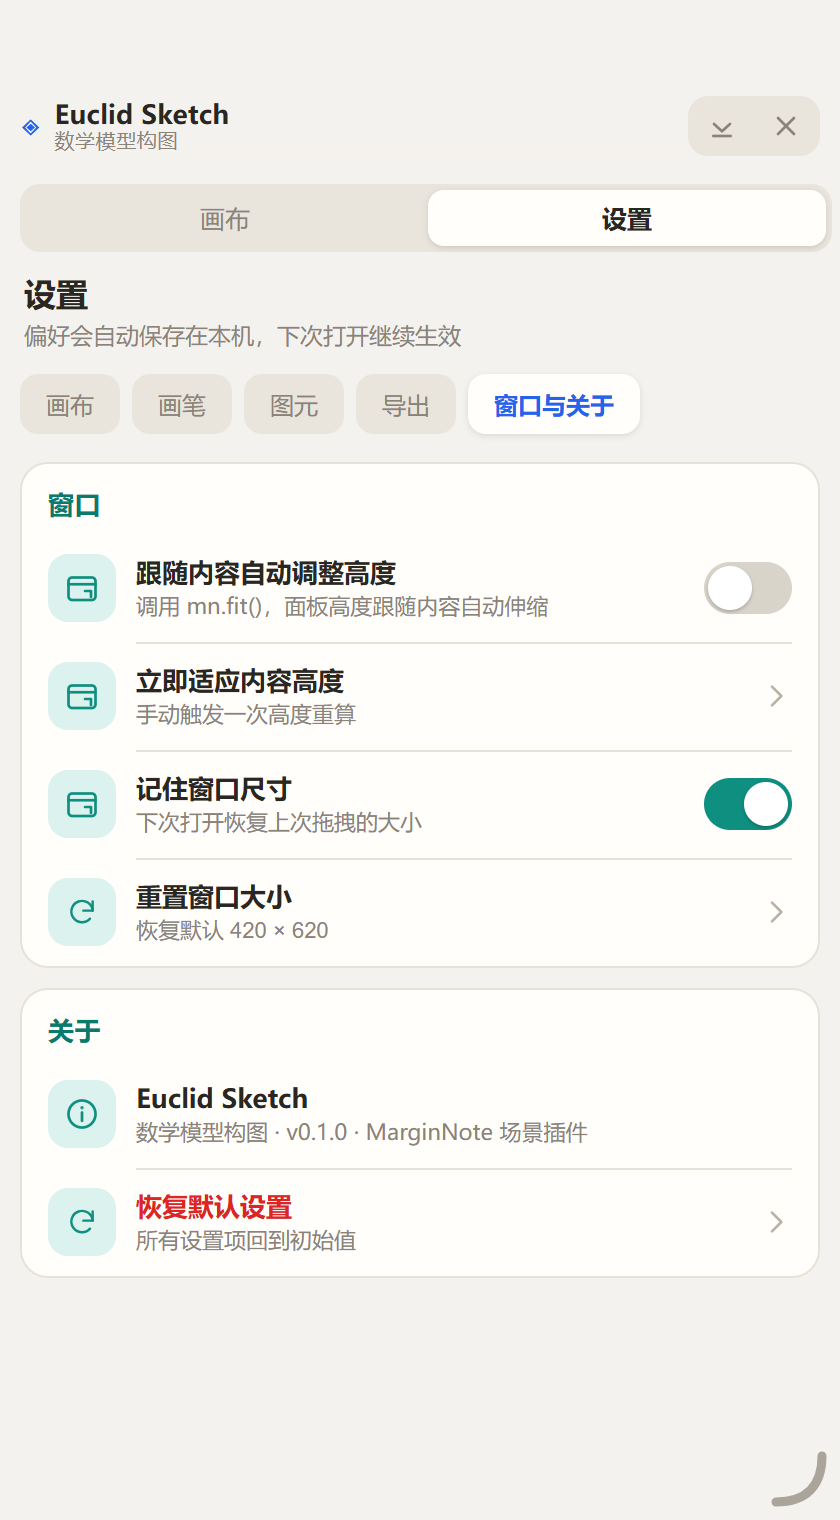 Euclid Sketch
数学模型构图
画布
设置
设置
偏好会自动保存在本机，下次打开继续生效
画布
画笔
图元
导出
窗口与关于
窗口
跟随内容自动调整高度
调用 mn.fit()，面板高度跟随内容自动伸缩
立即适应内容高度
手动触发一次高度重算
记住窗口尺寸
下次打开恢复上次拖拽的大小
重置窗口大小
恢复默认 420 × 620
关于
Euclid Sketch
数学模型构图 · v0.1.0 · MarginNote 场景插件
恢复默认设置
所有设置项回到初始值